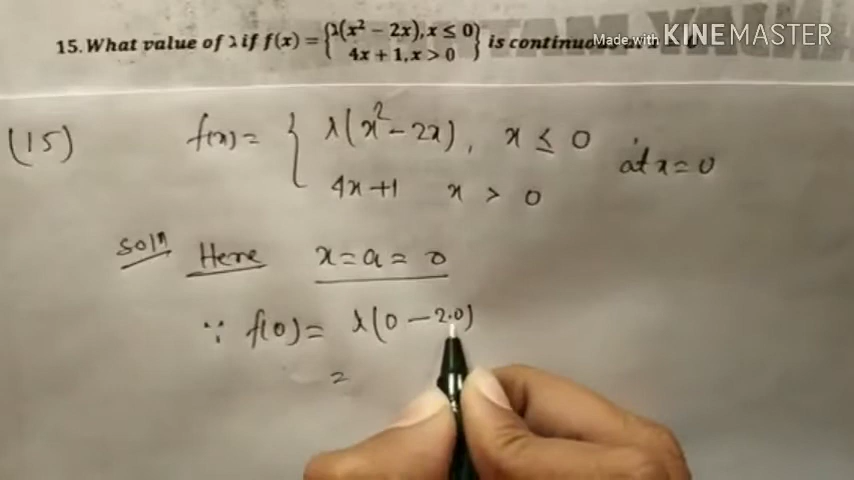 15. What value of λ if f(x) = {λ(x² − 2x), x ≤ 0
4x + 1, x > 0} is
Made with KINEMASTER
(15) f(x) = { λ(x² − 2x), x ≤ 0
4x+1 x > 0 at x = 0
Solⁿ Here x = a = 0
∵ f(0) = λ(0 − 2.0)
=